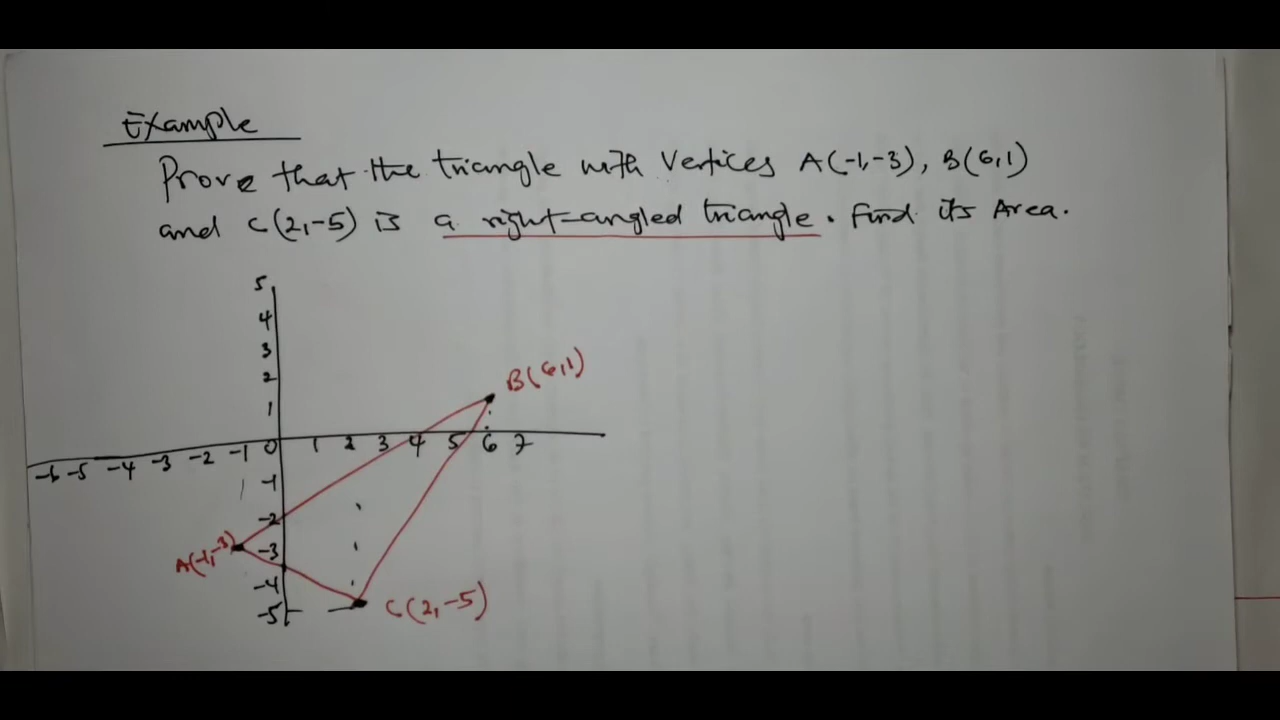 Example
Prove that the triangle with Vertices A(-1,-3), B(6,1)
and C(2,-5) is a right-angled triangle. Find its Area.
5
4
3
2
B(6,1)
1
-6 -5 -4 -3 -2 -1 0 1 2 3 4 5 6 7
-1
-2
A(-1,-3) -3
-4
-5 C(2,-5)